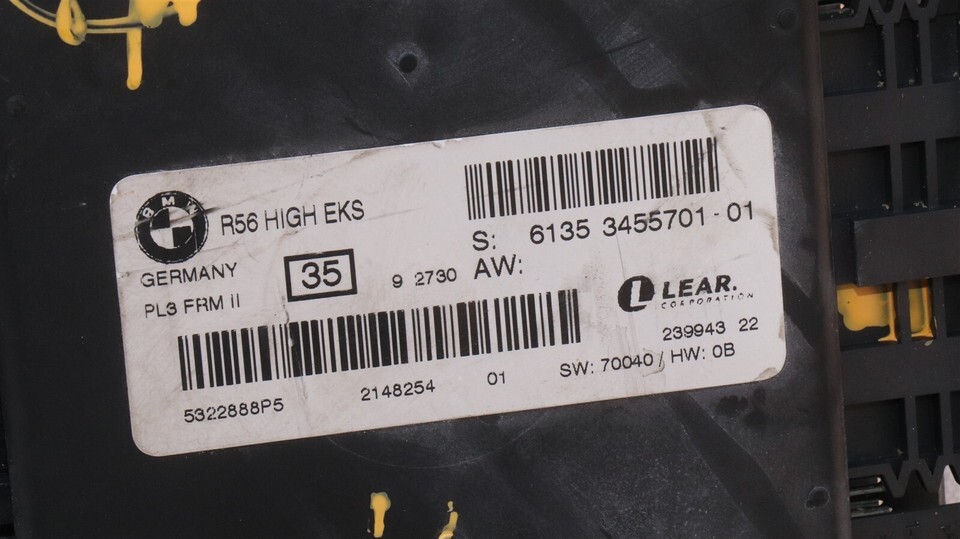 BMW
R56 HIGH EKS
GERMANY
PL3 FRM II
35
9 2730
S: 6135 3455701-01
AW:
L LEAR.
CORPORATION
239943 22
SW: 70040 / HW: 0B
5322888P5
2148254
01